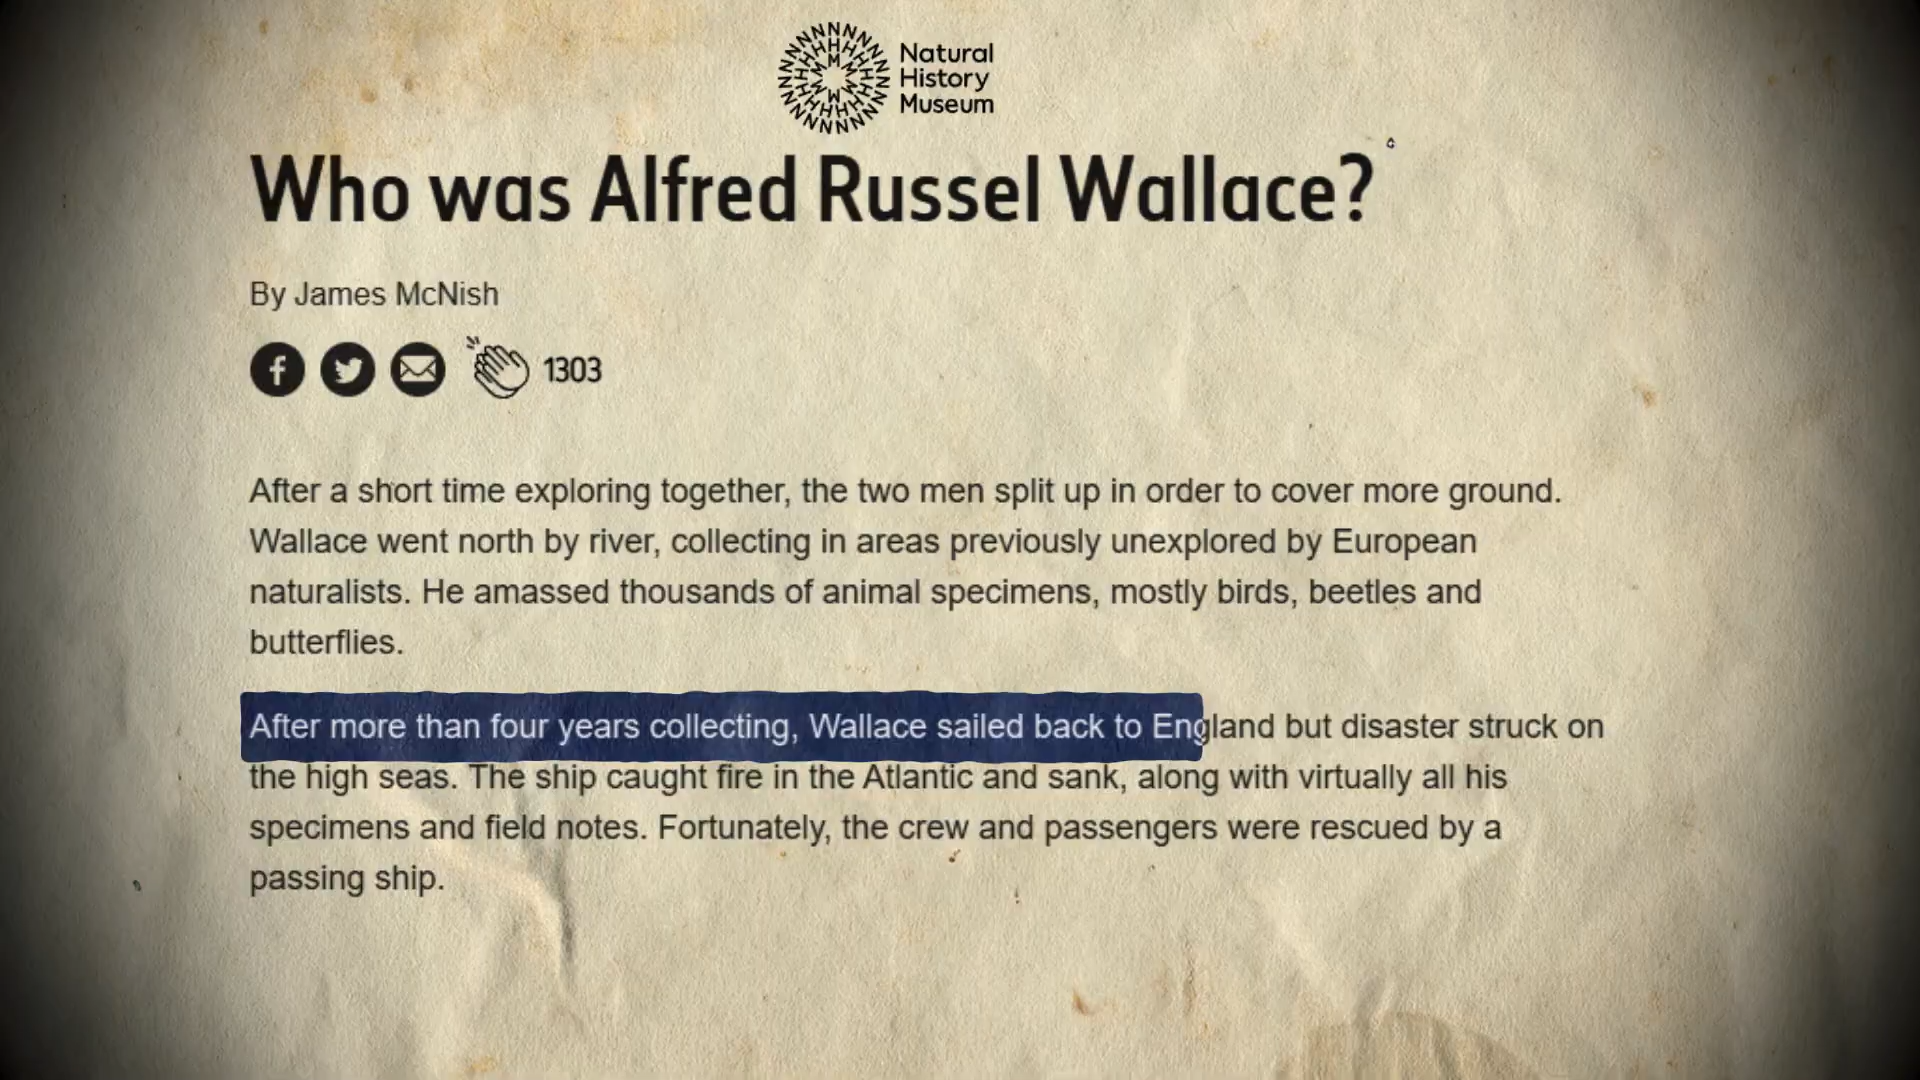 Natural
History
Museum
Who was Alfred Russel Wallace?
By James McNish
1303
After a short time exploring together, the two men split up in order to cover more ground.
Wallace went north by river, collecting in areas previously unexplored by European
naturalists. He amassed thousands of animal specimens, mostly birds, beetles and
butterflies.
After more than four years collecting, Wallace sailed back to England but disaster struck on
the high seas. The ship caught fire in the Atlantic and sank, along with virtually all his
specimens and field notes. Fortunately, the crew and passengers were rescued by a
passing ship.